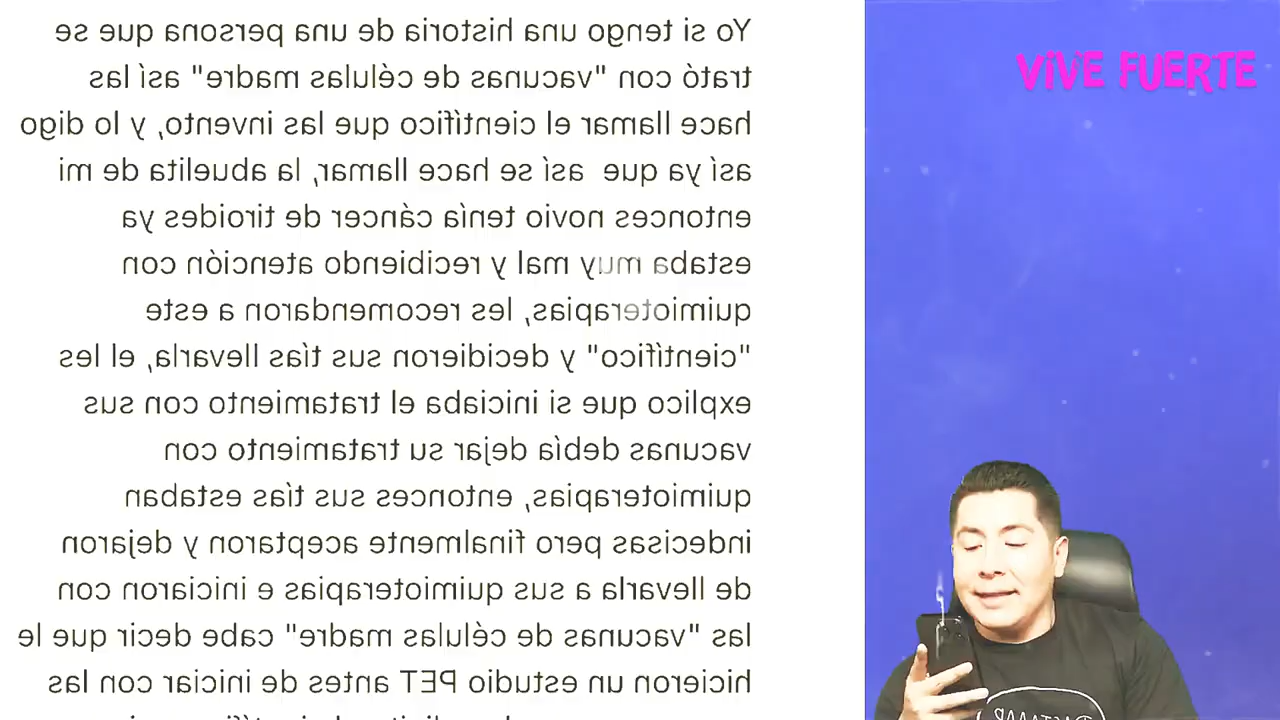 Yo si tengo una historia de una persona que se
trató con "vacunas de células madre" así las
hace llamar el científico que las invento, y lo digo
así ya que así se hace llamar, la abuelita de mi
entonces novio tenía cáncer de tiroides ya
estaba muy mal y recibiendo atención con
quimioterapias, les recomendaron a este
"científico" y decidieron sus tías llevarla, el les
explico que si iniciaba el tratamiento con sus
vacunas debía dejar su tratamiento con
quimioterapias, entonces sus tías estaban
indecisas pero finalmente aceptaron y dejaron
de llevarla a sus quimioterapias e iniciaron con
las "vacunas de células madre" cabe decir que le
hicieron un estudio PET antes de iniciar con las
VIVE FUERTE